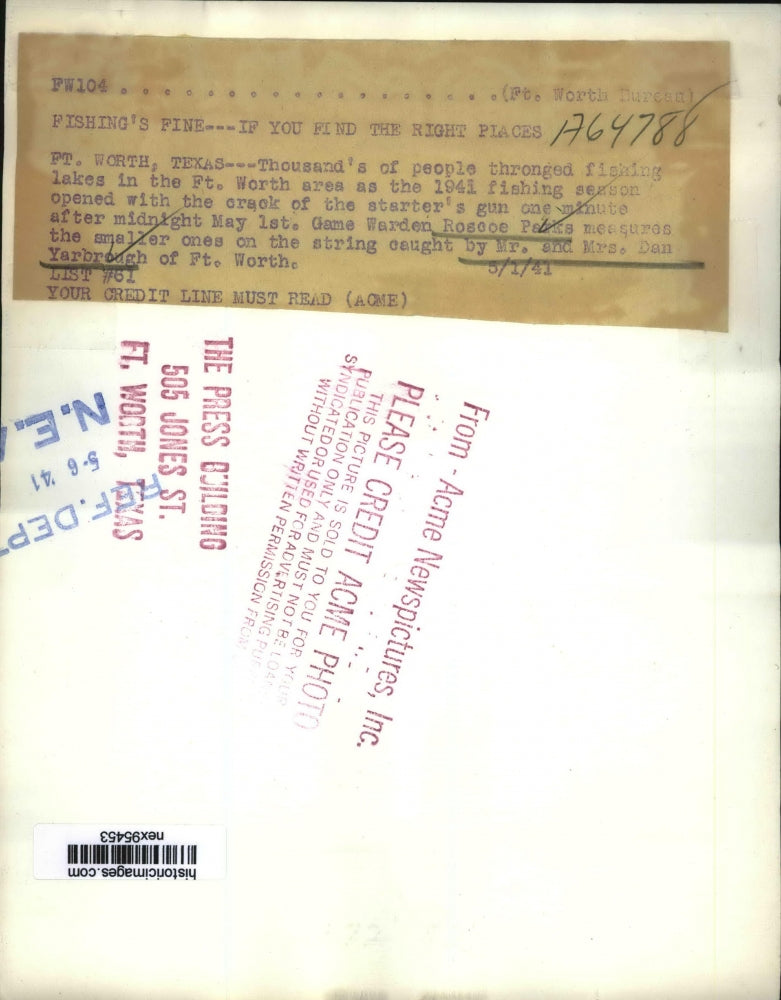 FW104 . . . . . . . . . . . . . . . . . . (Ft. Worth Bureau)
FISHING'S FINE---IF YOU FIND THE RIGHT PLACES
A764788
FT. WORTH, TEXAS---Thousand's of people thronged fishing
lakes in the Ft. Worth area as the 1941 fishing season
opened with the crack of the starter's gun one minute
after midnight May 1st. Game Warden Roscoe Parks measures
the smaller ones on the string caught by Mr. and Mrs. Dan
Yarbrough of Ft. Worth.
5/1/41
LIST #61
YOUR CREDIT LINE MUST READ (ACME)
From - Acme Newspictures, Inc.
PLEASE CREDIT ACME PHOTO
THIS PICTURE IS SOLD TO YOU FOR YOUR
PUBLICATION ONLY AND MUST NOT BE LOANED
SYNDICATED OR USED FOR ADVERTISING
WITHOUT WRITTEN PERMISSION FROM
THE PRESS BUILDING
505 JONES ST.
FT. WORTH, TEXAS
N.E.A
5-6 '41
REF. DEPT
historicimages.com
nex95453